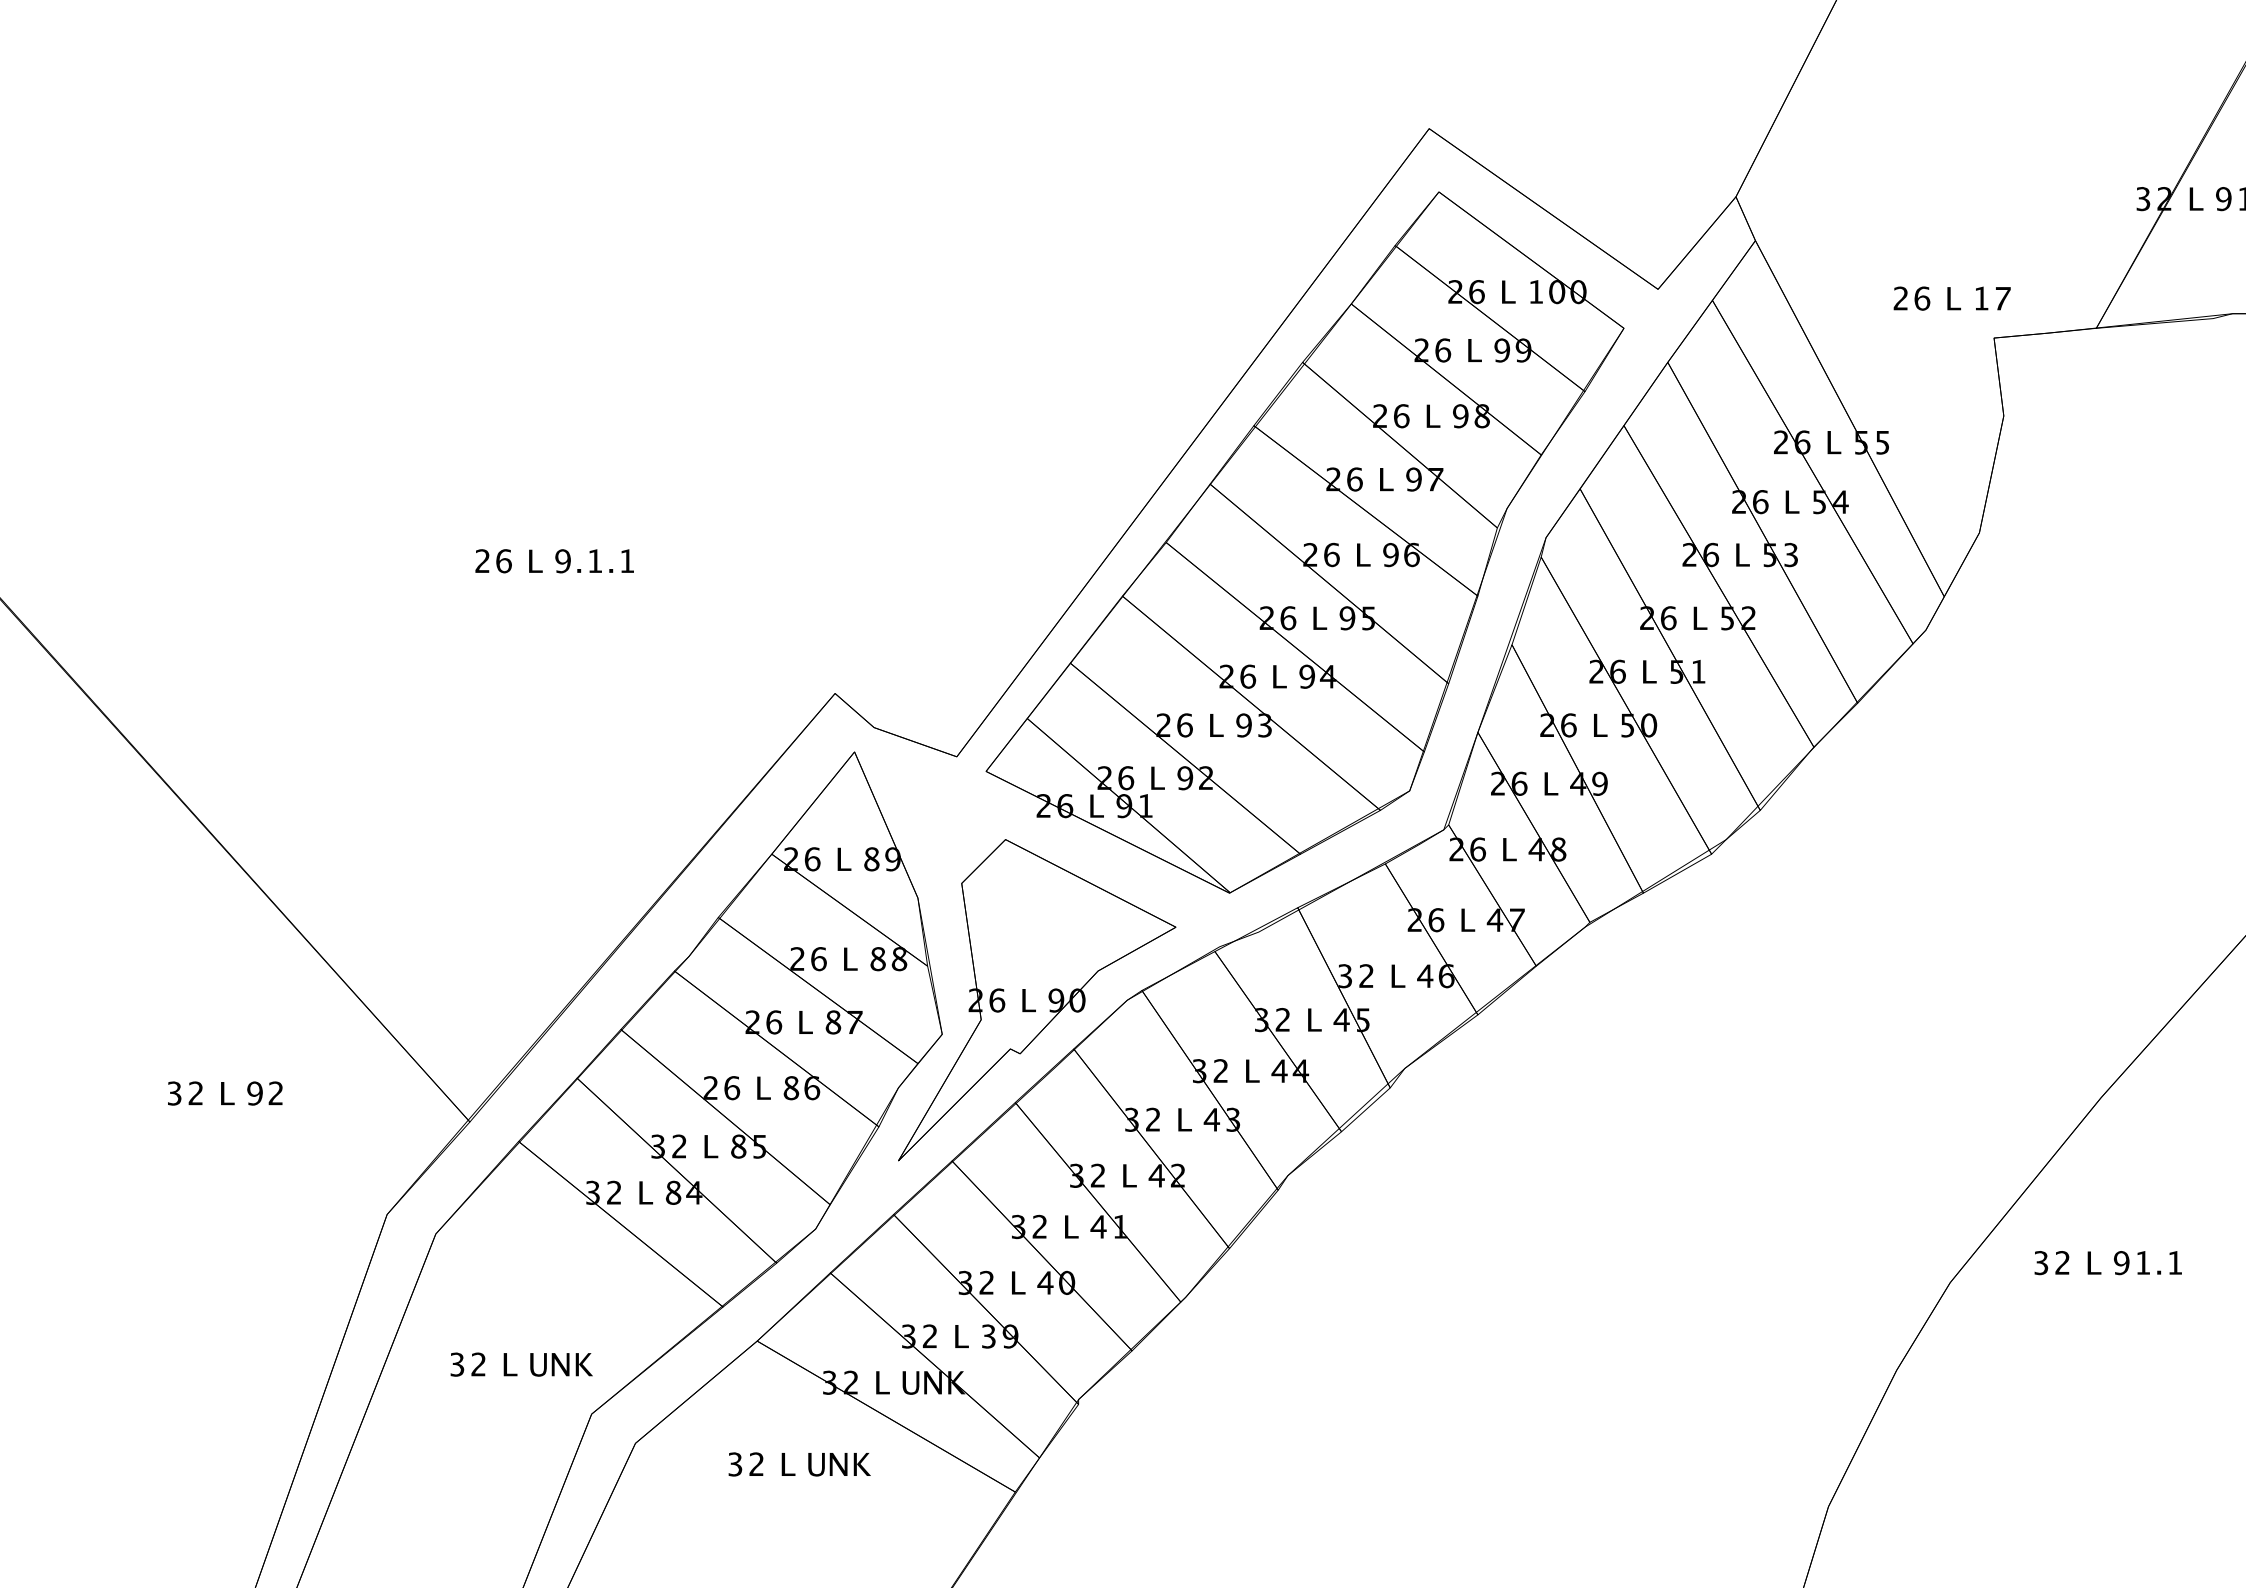 32 L 91
26 L 100
26 L 17
26 L 99
26 L 98
26 L 55
26 L 97
26 L 54
26 L 96
26 L 53
26 L 9.1.1
26 L 95
26 L 52
26 L 94
26 L 51
26 L 93
26 L 50
26 L 92
26 L 49
26 L 91
26 L 48
26 L 89
26 L 47
26 L 88
32 L 46
26 L 90
26 L 87
32 L 45
32 L 44
26 L 86
32 L 92
32 L 43
32 L 85
32 L 42
32 L 84
32 L 41
32 L 91.1
32 L 40
32 L 39
32 L UNK
32 L UNK
32 L UNK